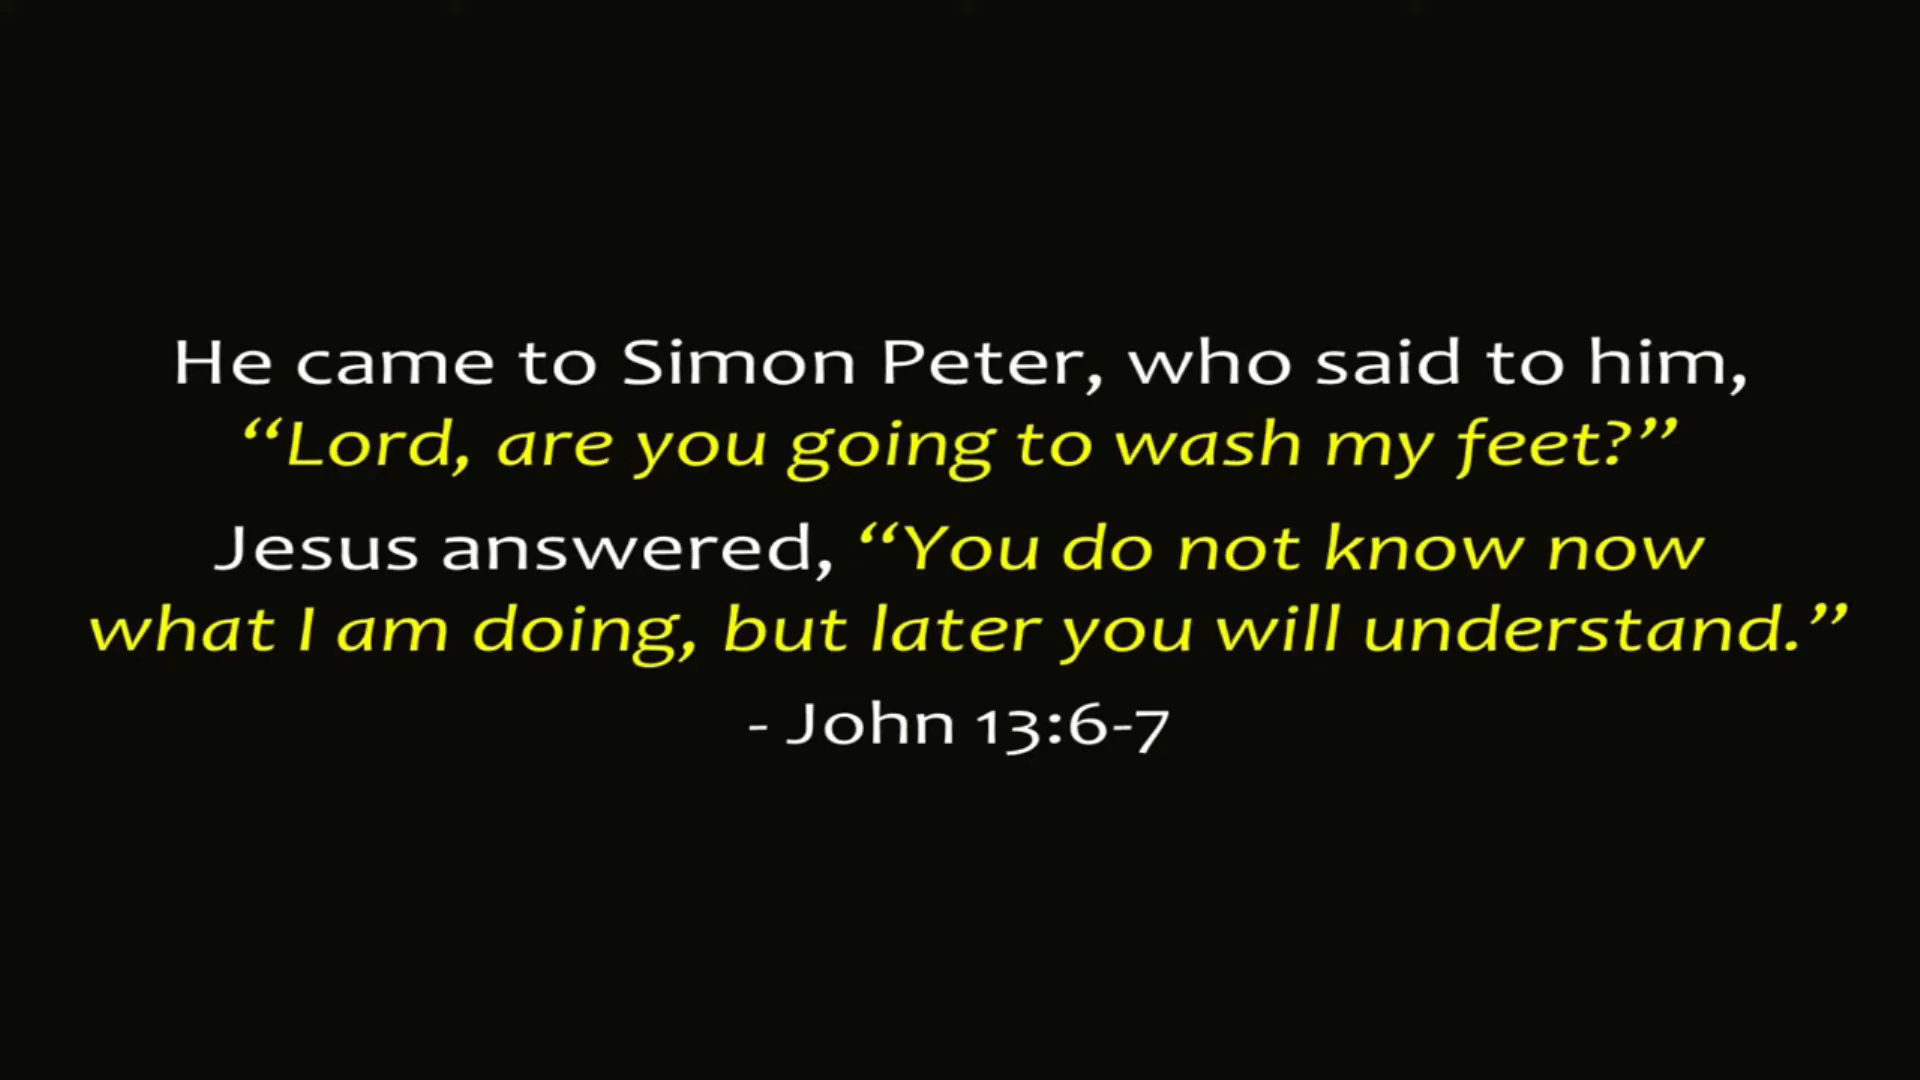 He came to Simon Peter, who said to him,
“Lord, are you going to wash my feet?”
Jesus answered, “You do not know now
what I am doing, but later you will understand.”
- John 13:6-7